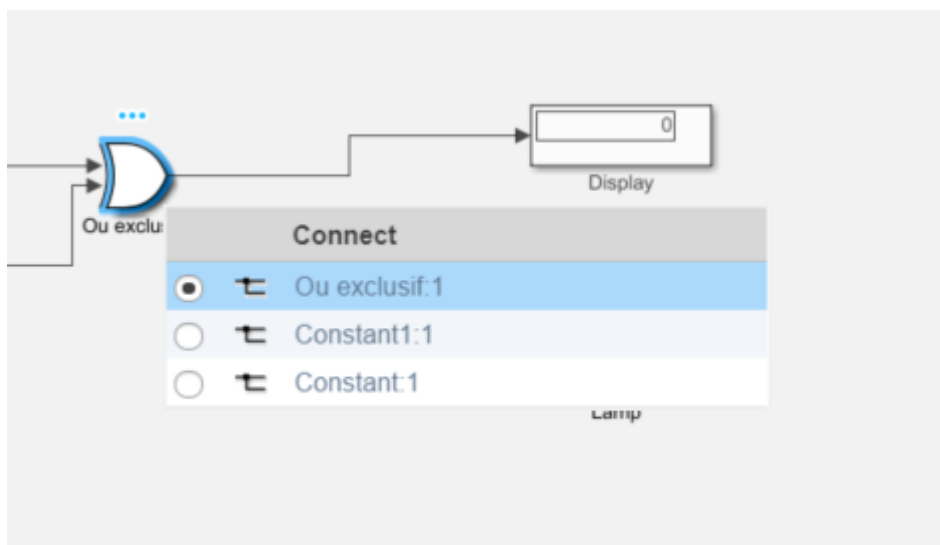 0
Display
Ou exclu
Connect
Ou exclusif:1
Constant1:1
Constant:1
Lamp